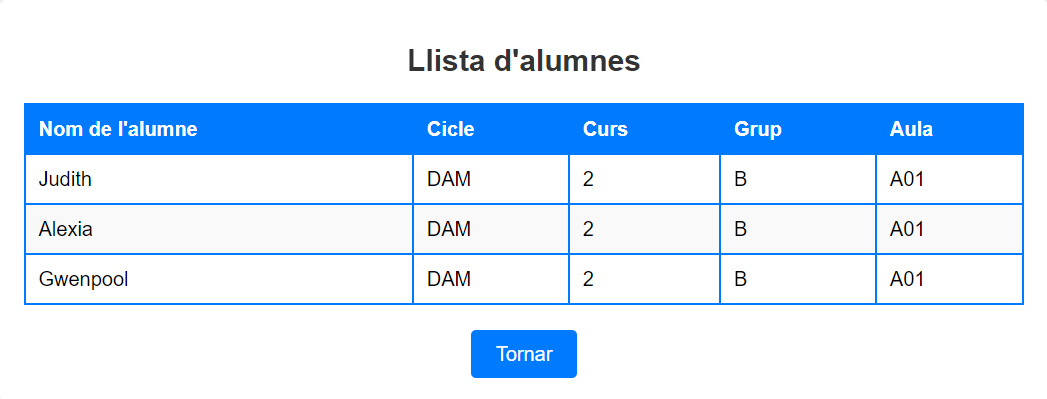 Llista d'alumnes
Nom de l'alumne Cicle Curs Grup Aula
Judith DAM 2 B A01
Alexia DAM 2 B A01
Gwenpool DAM 2 B A01
Tornar